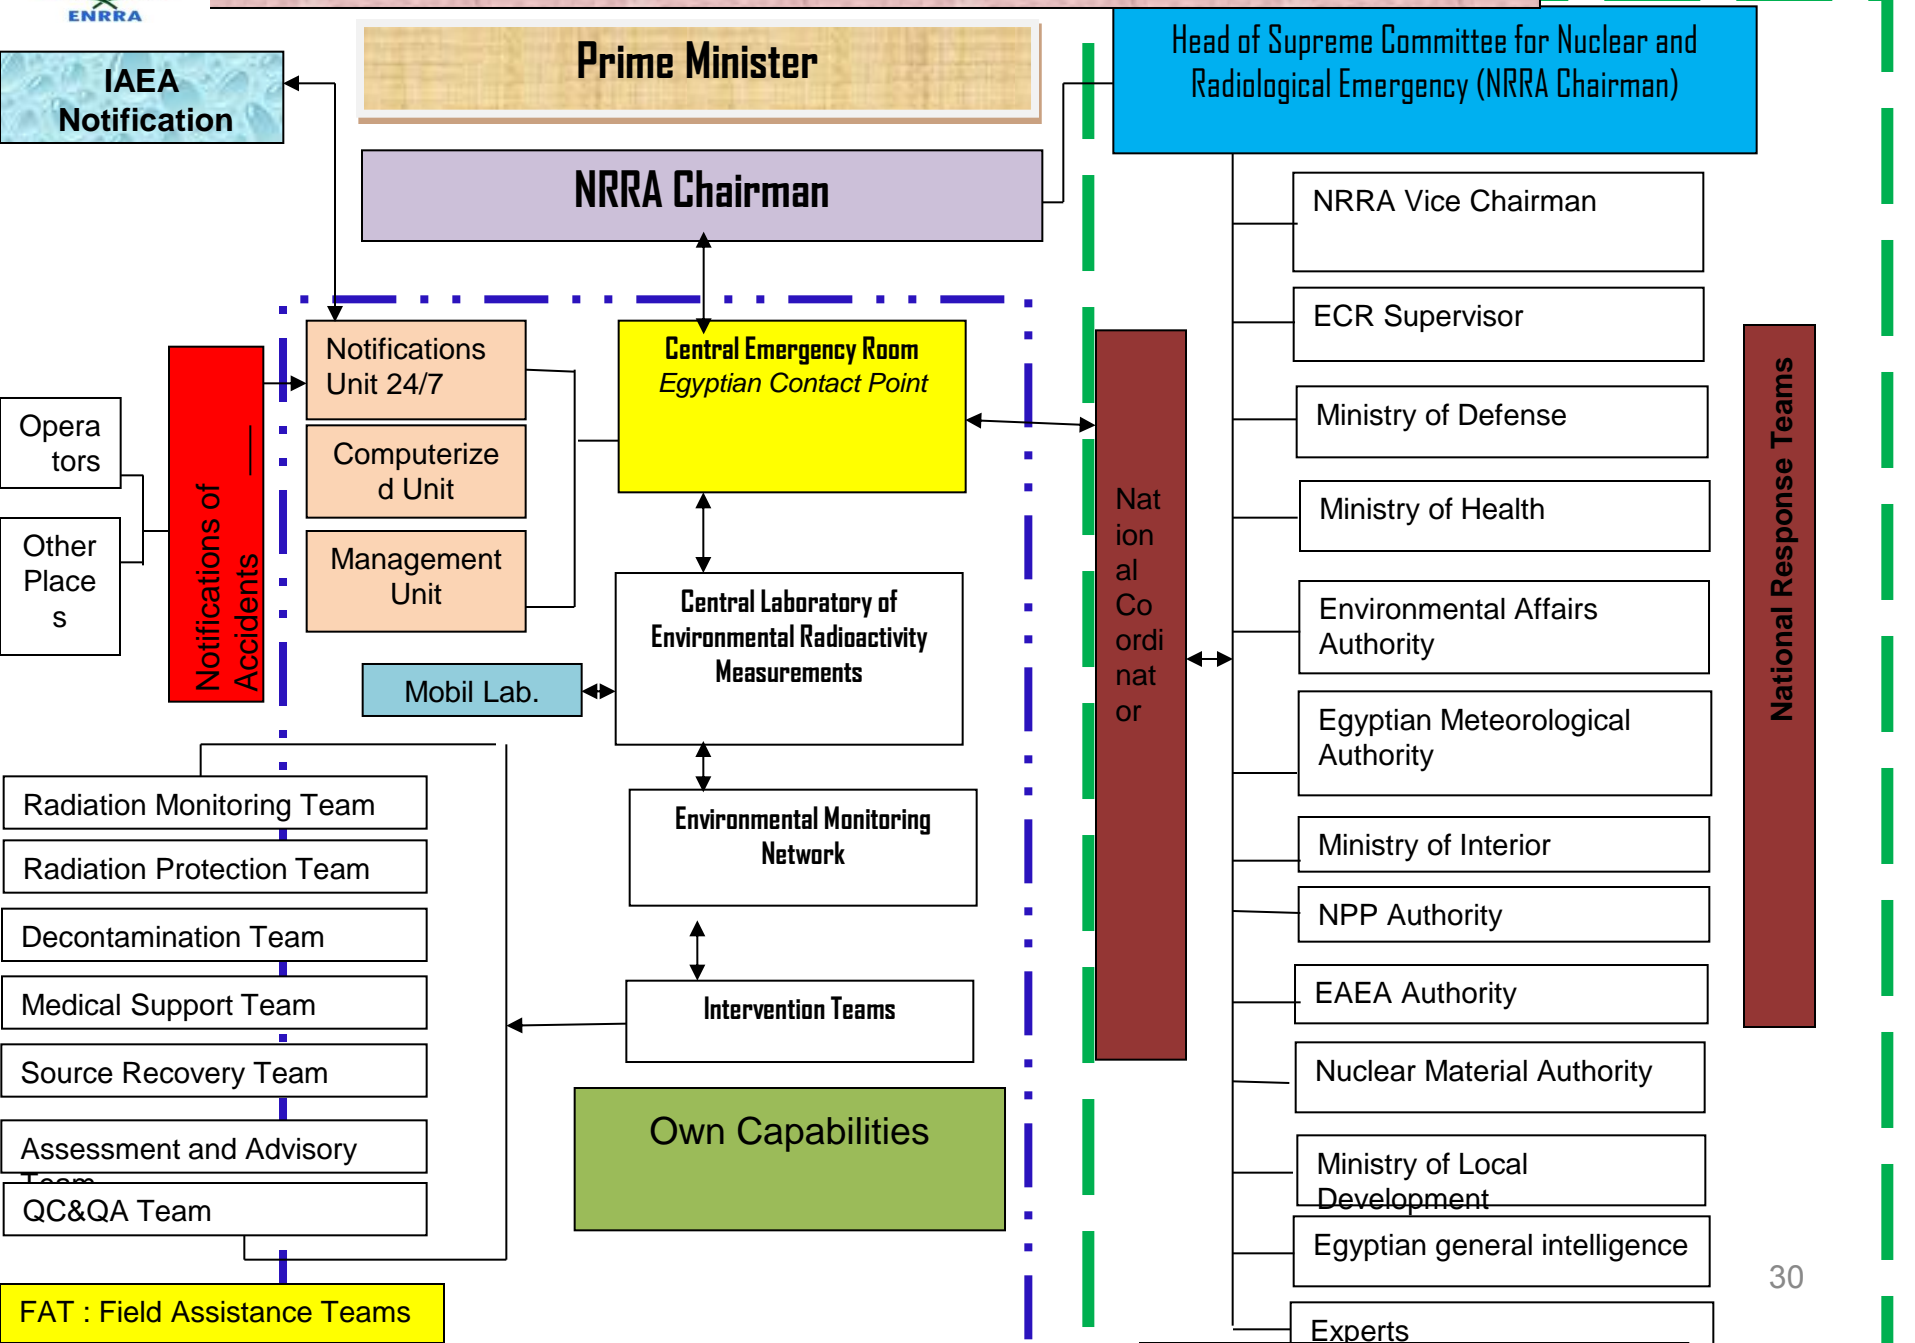 ENRRA
IAEA
Notification
Prime Minister
Head of Supreme Committee for Nuclear and
Radiological Emergency (NRRA Chairman)
NRRA Chairman
Notifications
Unit 24/7
Computerize
d Unit
Management
Unit
Central Emergency Room
Egyptian Contact Point
Opera
tors
Other
Place
s
Notifications of
Accidents
Central Laboratory of
Environmental Radioactivity
Measurements
Mobil Lab.
Environmental Monitoring
Network
Intervention Teams
Own Capabilities
Radiation Monitoring Team
Radiation Protection Team
Decontamination Team
Medical Support Team
Source Recovery Team
Assessment and Advisory
Team
QC&QA Team
FAT : Field Assistance Teams
Nat
ion
al
Co
ordi
nat
or
NRRA Vice Chairman
ECR Supervisor
Ministry of Defense
Ministry of Health
Environmental Affairs
Authority
Egyptian Meteorological
Authority
Ministry of Interior
NPP Authority
EAEA Authority
Nuclear Material Authority
Ministry of Local
Development
Egyptian general intelligence
Experts
National Response Teams
30